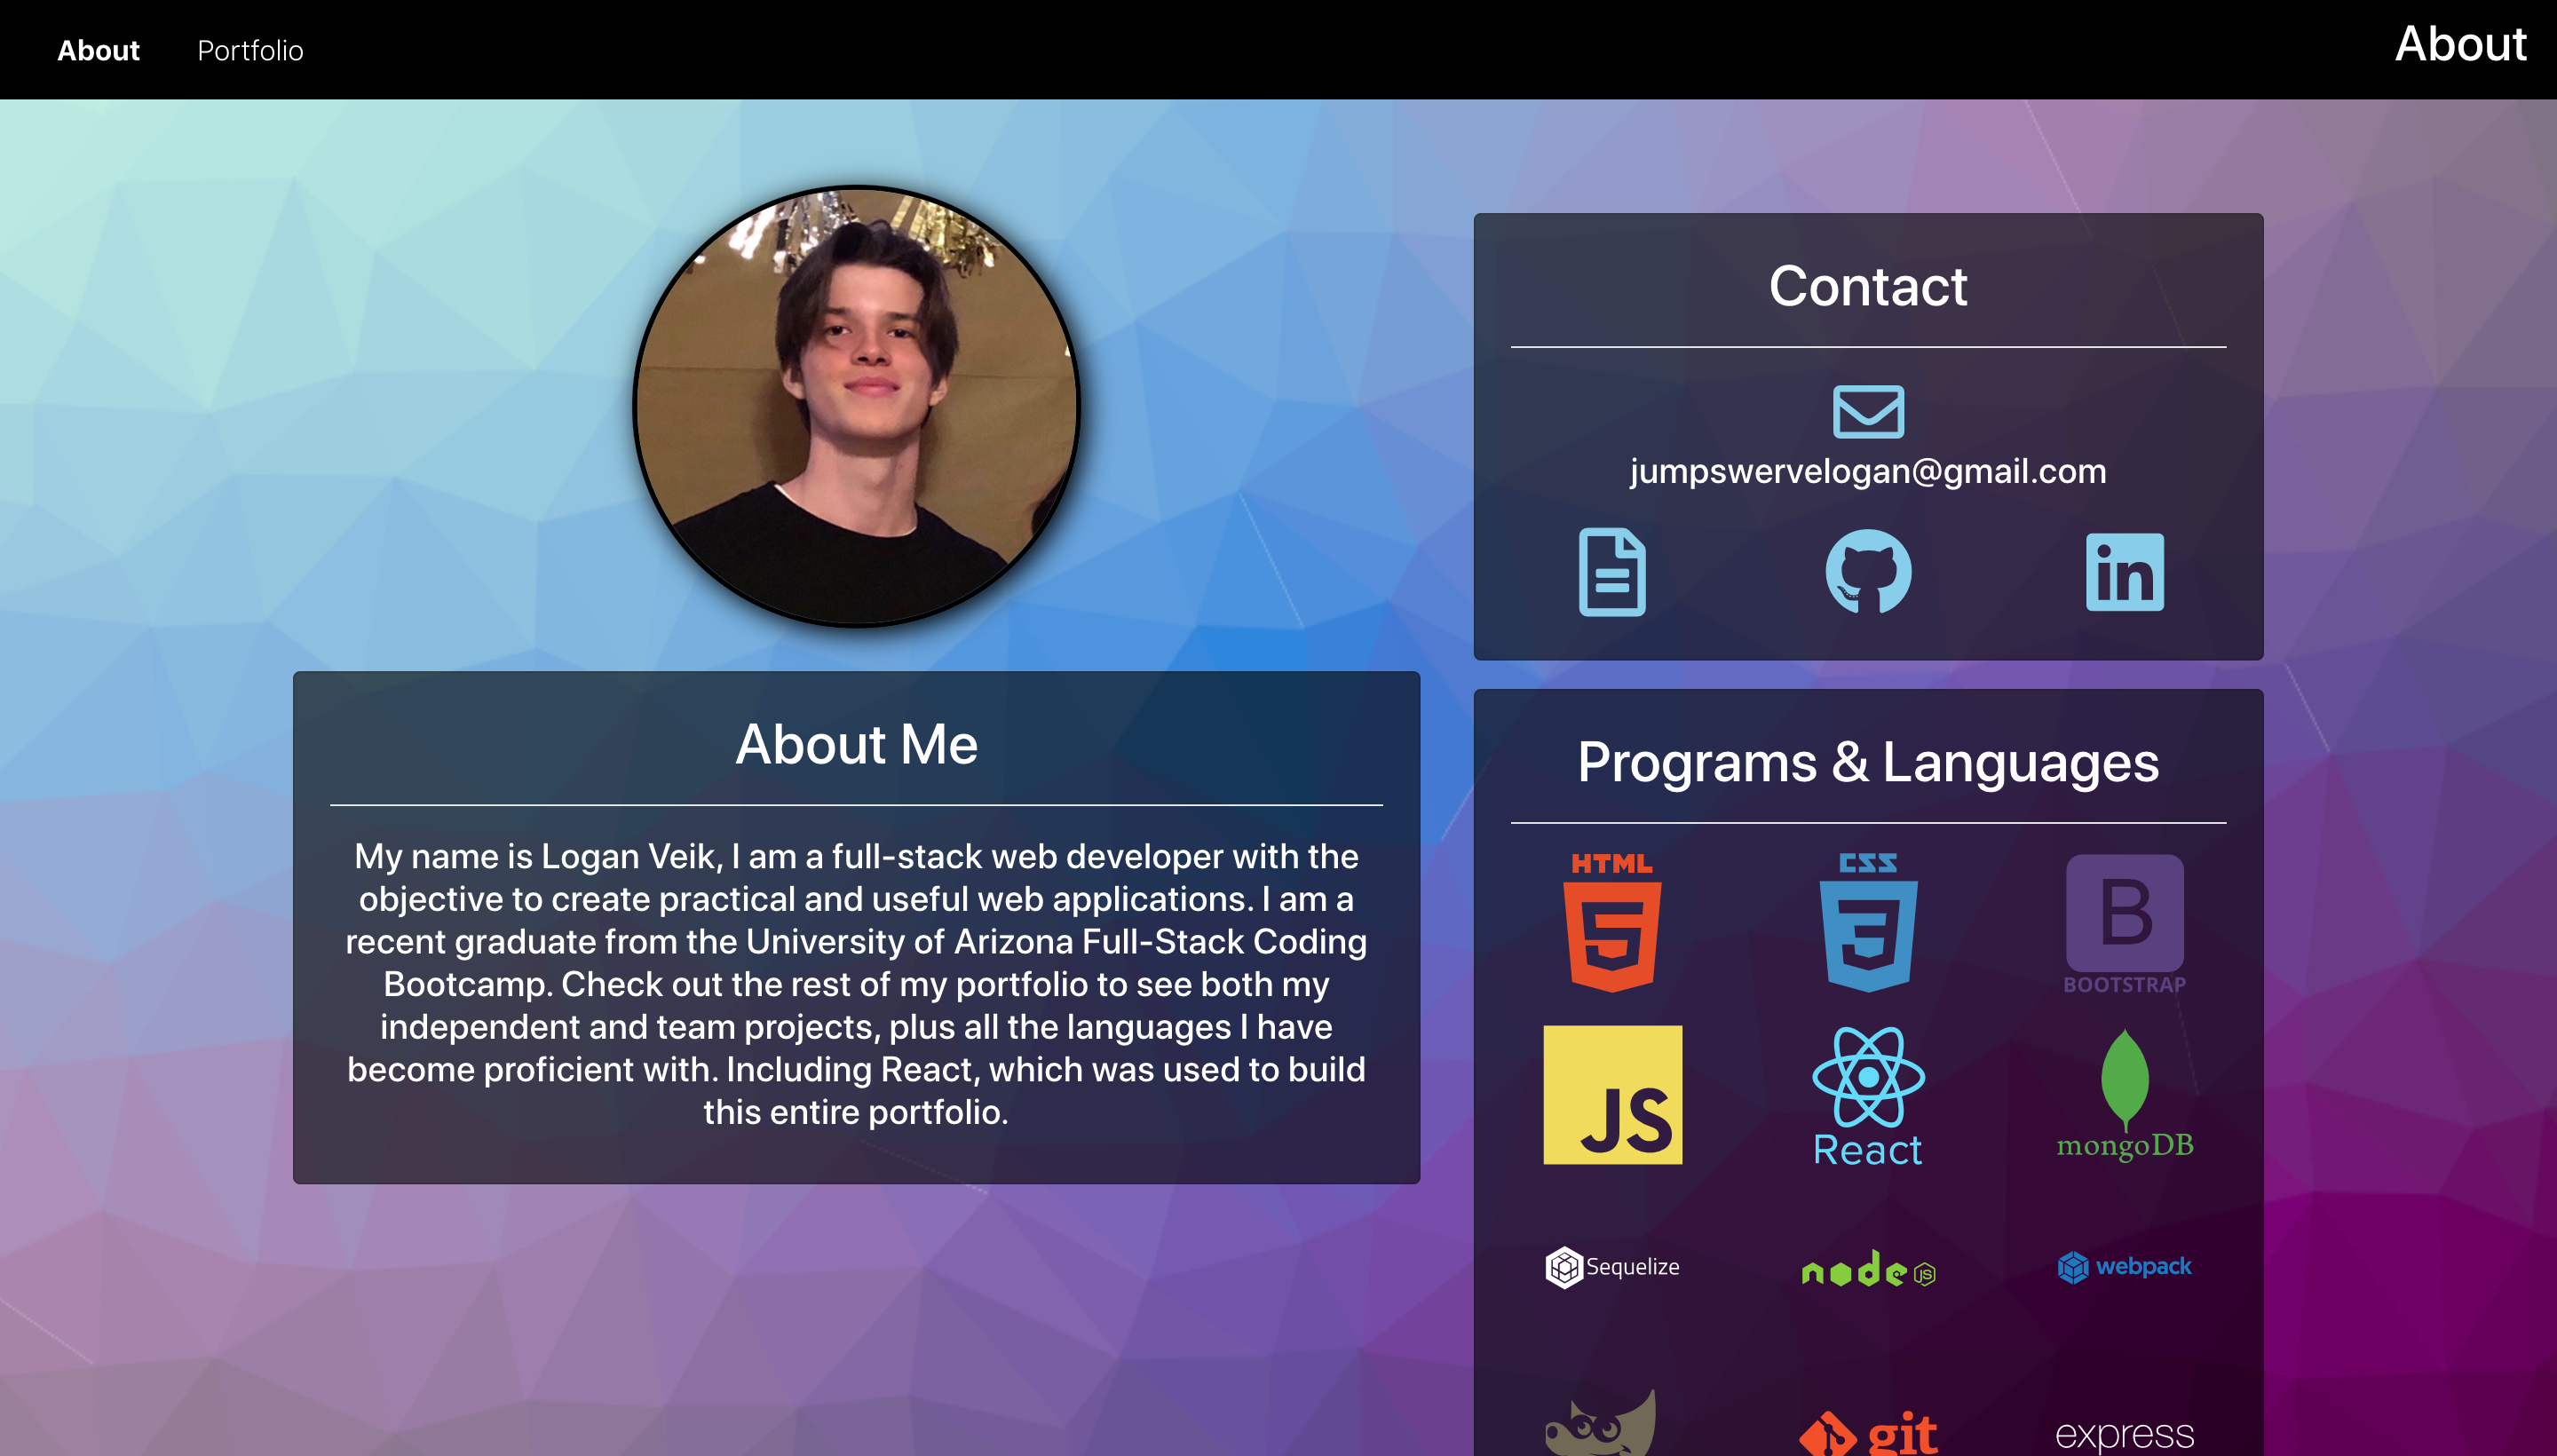 About
Portfolio
About
About Me
My name is Logan Veik, I am a full-stack web developer with the
objective to create practical and useful web applications. I am a
recent graduate from the University of Arizona Full-Stack Coding
Bootcamp. Check out the rest of my portfolio to see both my
independent and team projects, plus all the languages I have
become proficient with. Including React, which was used to build
this entire portfolio.
Contact
jumpswervelogan@gmail.com
in
Programs & Languages
HTML
5
CSS
3
B
BOOTSTRAP
JS
React
mongoDB
Sequelize
node JS
webpack
git
express